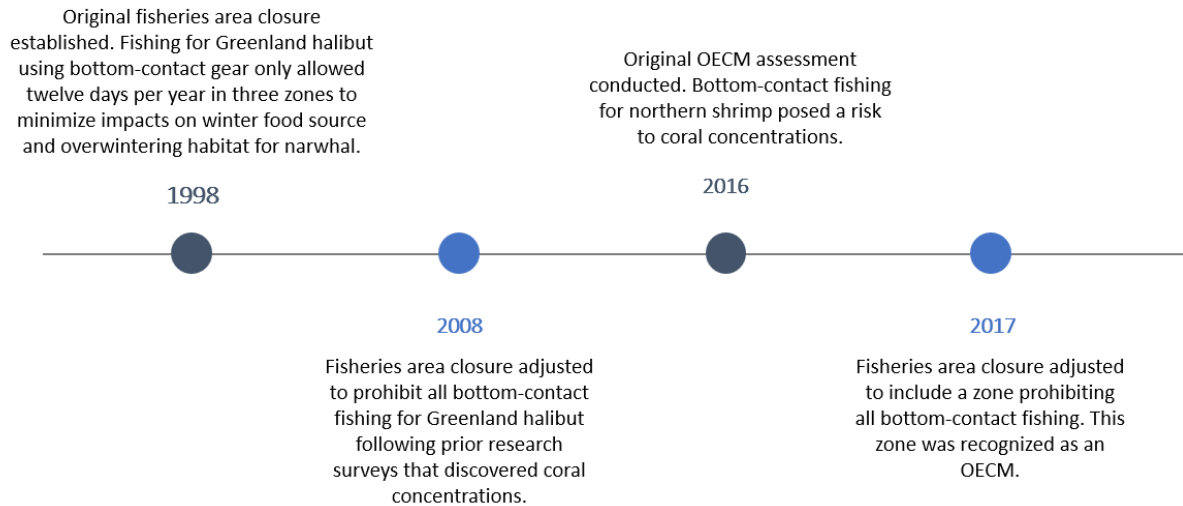 Original fisheries area closure
established. Fishing for Greenland halibut
using bottom-contact gear only allowed
twelve days per year in three zones to
minimize impacts on winter food source
and overwintering habitat for narwhal.
1998
2008
Fisheries area closure adjusted
to prohibit all bottom-contact
fishing for Greenland halibut
following prior research
surveys that discovered coral
concentrations.
Original OECM assessment
conducted. Bottom-contact fishing
for northern shrimp posed a risk
to coral concentrations.
2016
2017
Fisheries area closure adjusted
to include a zone prohibiting
all bottom-contact fishing. This
zone was recognized as an
OECM.